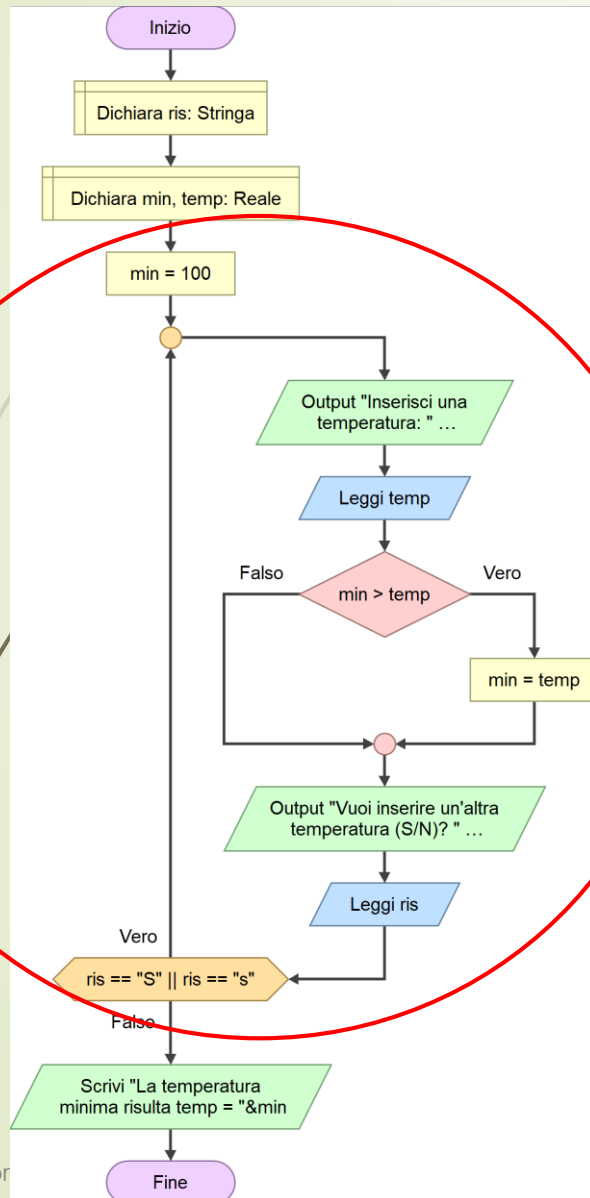 Inizio
Dichiara ris: Stringa
Dichiara min, temp: Reale
min = 100
Output "Inserisci una
temperatura: " …
Leggi temp
Falso
Vero
min > temp
min = temp
Output "Vuoi inserire un'altra
temperatura (S/N)? " …
Leggi ris
Vero
ris == "S" || ris == "s"
Falso
Scrivi "La temperatura
minima risulta temp = "&min
Fine